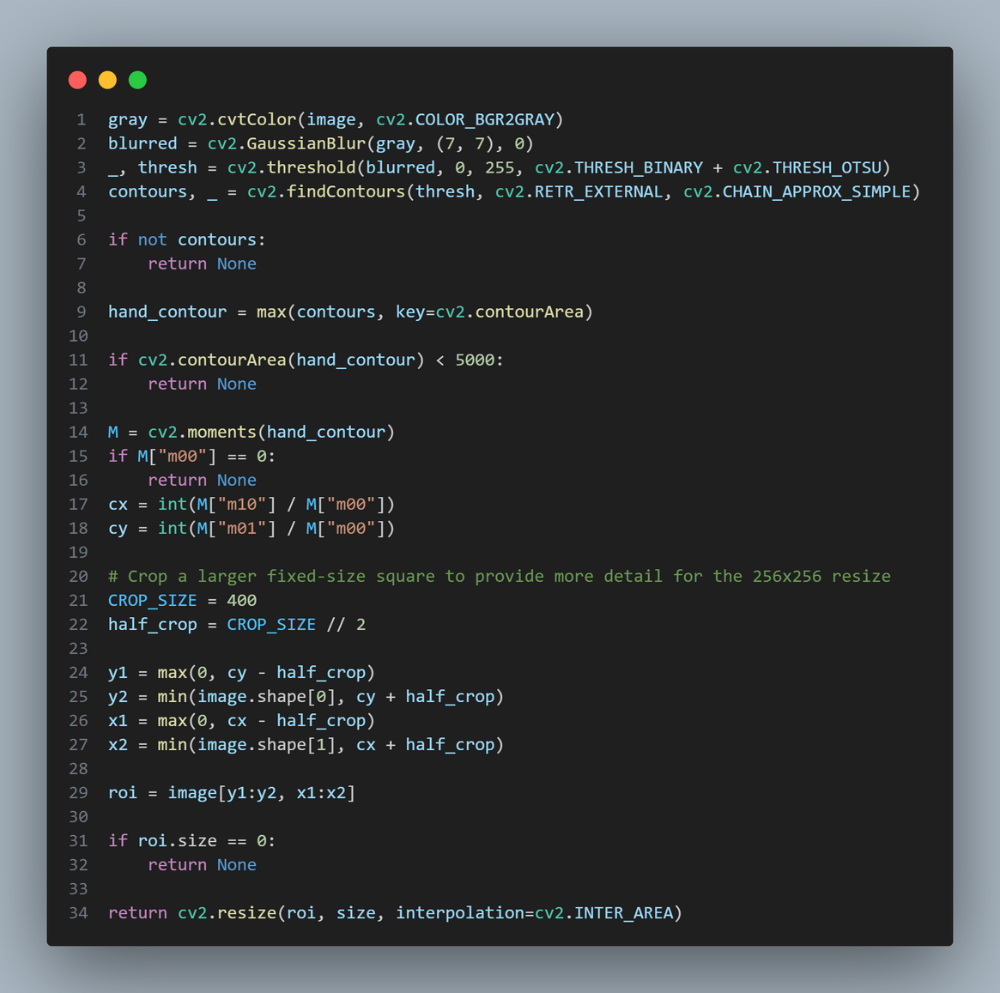 1 gray = cv2.cvtColor(image, cv2.COLOR_BGR2GRAY)
2 blurred = cv2.GaussianBlur(gray, (7, 7), 0)
3 _, thresh = cv2.threshold(blurred, 0, 255, cv2.THRESH_BINARY + cv2.THRESH_OTSU)
4 contours, _ = cv2.findContours(thresh, cv2.RETR_EXTERNAL, cv2.CHAIN_APPROX_SIMPLE)
5
6 if not contours:
7     return None
8
9 hand_contour = max(contours, key=cv2.contourArea)
10
11 if cv2.contourArea(hand_contour) < 5000:
12     return None
13
14 M = cv2.moments(hand_contour)
15 if M["m00"] == 0:
16     return None
17 cx = int(M["m10"] / M["m00"])
18 cy = int(M["m01"] / M["m00"])
19
20 # Crop a larger fixed-size square to provide more detail for the 256x256 resize
21 CROP_SIZE = 400
22 half_crop = CROP_SIZE // 2
23
24 y1 = max(0, cy - half_crop)
25 y2 = min(image.shape[0], cy + half_crop)
26 x1 = max(0, cx - half_crop)
27 x2 = min(image.shape[1], cx + half_crop)
28
29 roi = image[y1:y2, x1:x2]
30
31 if roi.size == 0:
32     return None
33
34 return cv2.resize(roi, size, interpolation=cv2.INTER_AREA)